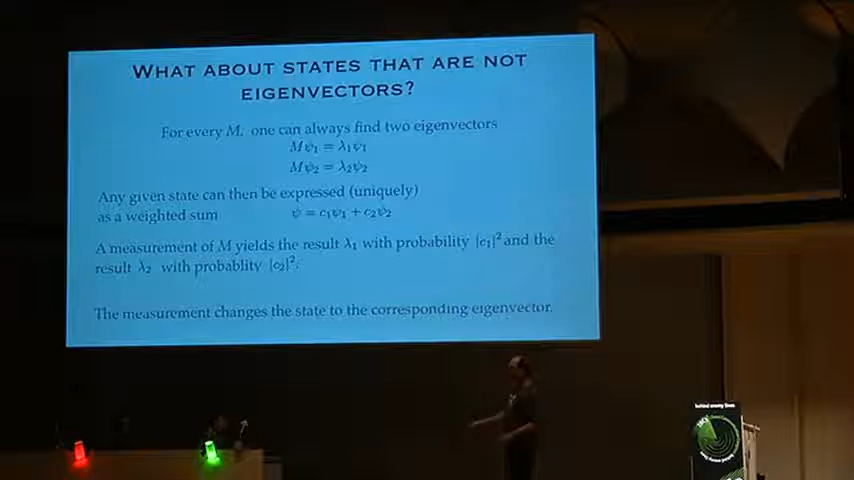 WHAT ABOUT STATES THAT ARE NOT
EIGENVECTORS?
For every M, one can always find two eigenvectors
Mψ₁ = λ₁ψ₁
Mψ₂ = λ₂ψ₂
Any given state can then be expressed (uniquely)
as a weighted sum ψ = c₁ψ₁ + c₂ψ₂
A measurement of M yields the result λ₁ with probability |c₁|² and the
result λ₂ with probablity |c₂|².
The measurement changes the state to the corresponding eigenvector.
behind enemy lines